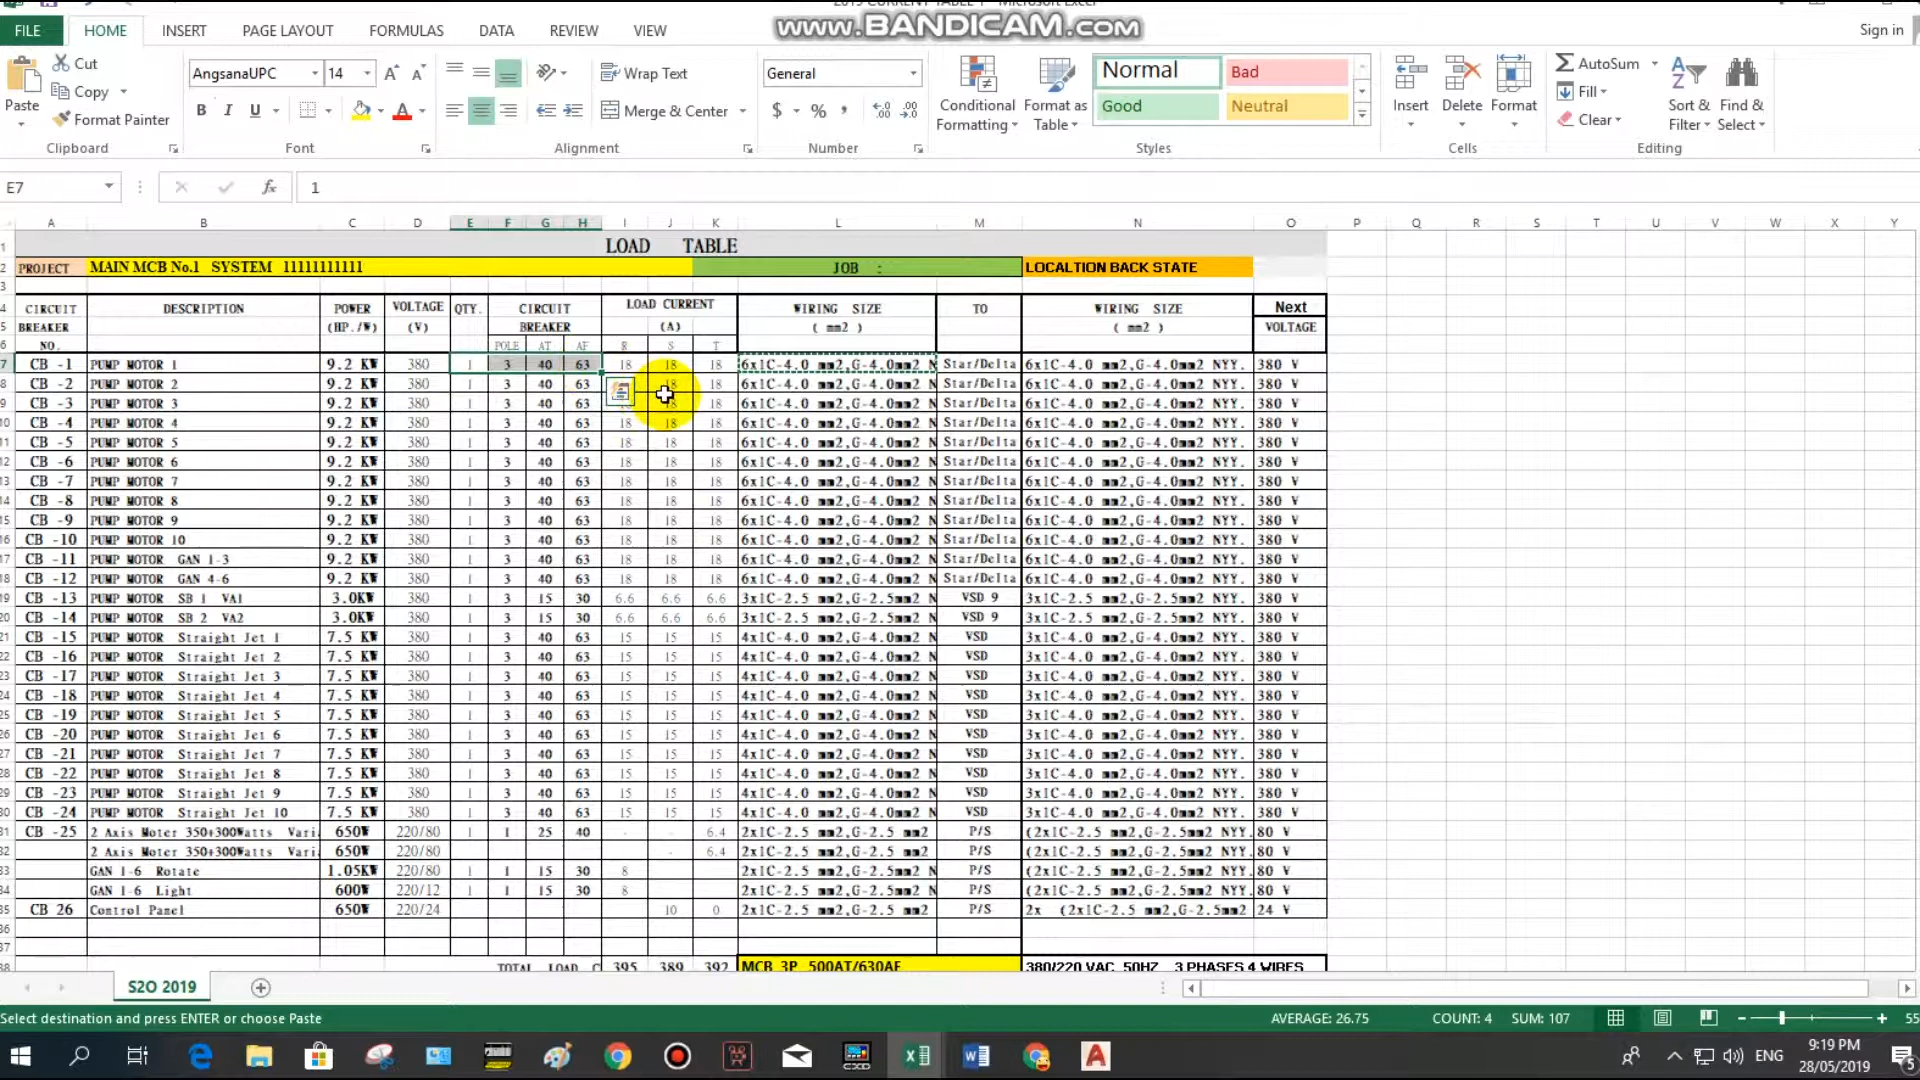 2019 CURRENT TABLE 1 - Microsoft Excel
www.BANDICAM.com
FILE HOME INSERT PAGE LAYOUT FORMULAS DATA REVIEW VIEW Sign in
Paste Cut Copy Format Painter
AngsanaUPC 14 B I U
Wrap Text Merge & Center
General $ % ,
Conditional Formatting Format as Table
Normal Bad Good Neutral
Insert Delete Format
AutoSum Fill Clear
Sort & Filter Find & Select
Clipboard Font Alignment Number Styles Cells Editing
E7 fx 1
A B C D E F G H I J K L M N O P Q R S T U V W X Y
LOAD TABLE
PROJECT MAIN MCB No.1 SYSTEM 11111111111 JOB : LOCALTION BACK STATE
CIRCUIT DESCRIPTION POWER VOLTAGE QTY. CIRCUIT LOAD CURRENT WIRING SIZE TO WIRING SIZE Next
BREAKER (HP./W) (V) BREAKER (A) ( mm2 ) ( mm2 ) VOLTAGE
NO. POLE AT AF R S T
CB -1 PUMP MOTOR 1 9.2 KW 380 1 3 40 63 18 18 18 6x1C-4.0 mm2,G-4.0mm2 N Star/Delta 6x1C-4.0 mm2,G-4.0mm2 NYY. 380 V
CB -2 PUMP MOTOR 2 9.2 KW 380 1 3 40 63 18 18 6x1C-4.0 mm2,G-4.0mm2 N Star/Delta 6x1C-4.0 mm2,G-4.0mm2 NYY. 380 V
CB -3 PUMP MOTOR 3 9.2 KW 380 1 3 40 63 18 18 6x1C-4.0 mm2,G-4.0mm2 N Star/Delta 6x1C-4.0 mm2,G-4.0mm2 NYY. 380 V
CB -4 PUMP MOTOR 4 9.2 KW 380 1 3 40 63 18 18 18 6x1C-4.0 mm2,G-4.0mm2 N Star/Delta 6x1C-4.0 mm2,G-4.0mm2 NYY. 380 V
CB -5 PUMP MOTOR 5 9.2 KW 380 1 3 40 63 18 18 18 6x1C-4.0 mm2,G-4.0mm2 N Star/Delta 6x1C-4.0 mm2,G-4.0mm2 NYY. 380 V
CB -6 PUMP MOTOR 6 9.2 KW 380 1 3 40 63 18 18 18 6x1C-4.0 mm2,G-4.0mm2 N Star/Delta 6x1C-4.0 mm2,G-4.0mm2 NYY. 380 V
CB -7 PUMP MOTOR 7 9.2 KW 380 1 3 40 63 18 18 18 6x1C-4.0 mm2,G-4.0mm2 N Star/Delta 6x1C-4.0 mm2,G-4.0mm2 NYY. 380 V
CB -8 PUMP MOTOR 8 9.2 KW 380 1 3 40 63 18 18 18 6x1C-4.0 mm2,G-4.0mm2 N Star/Delta 6x1C-4.0 mm2,G-4.0mm2 NYY. 380 V
CB -9 PUMP MOTOR 9 9.2 KW 380 1 3 40 63 18 18 18 6x1C-4.0 mm2,G-4.0mm2 N Star/Delta 6x1C-4.0 mm2,G-4.0mm2 NYY. 380 V
CB -10 PUMP MOTOR 10 9.2 KW 380 1 3 40 63 18 18 18 6x1C-4.0 mm2,G-4.0mm2 N Star/Delta 6x1C-4.0 mm2,G-4.0mm2 NYY. 380 V
CB -11 PUMP MOTOR GAN 1-3 9.2 KW 380 1 3 40 63 18 18 18 6x1C-4.0 mm2,G-4.0mm2 N Star/Delta 6x1C-4.0 mm2,G-4.0mm2 NYY. 380 V
CB -12 PUMP MOTOR GAN 4-6 9.2 KW 380 1 3 40 63 18 18 18 6x1C-4.0 mm2,G-4.0mm2 N Star/Delta 6x1C-4.0 mm2,G-4.0mm2 NYY. 380 V
CB -13 PUMP MOTOR SB 1 VA1 3.0KW 380 1 3 15 30 6.6 6.6 6.6 3x1C-2.5 mm2,G-2.5mm2 N VSD 9 3x1C-2.5 mm2,G-2.5mm2 NYY. 380 V
CB -14 PUMP MOTOR SB 2 VA2 3.0KW 380 1 3 15 30 6.6 6.6 6.6 3x1C-2.5 mm2,G-2.5mm2 N VSD 9 3x1C-2.5 mm2,G-2.5mm2 NYY. 380 V
CB -15 PUMP MOTOR Straight Jet 1 7.5 KW 380 1 3 40 63 15 15 15 4x1C-4.0 mm2,G-4.0mm2 N VSD 3x1C-4.0 mm2,G-4.0mm2 NYY. 380 V
CB -16 PUMP MOTOR Straight Jet 2 7.5 KW 380 1 3 40 63 15 15 15 4x1C-4.0 mm2,G-4.0mm2 N VSD 3x1C-4.0 mm2,G-4.0mm2 NYY. 380 V
CB -17 PUMP MOTOR Straight Jet 3 7.5 KW 380 1 3 40 63 15 15 15 4x1C-4.0 mm2,G-4.0mm2 N VSD 3x1C-4.0 mm2,G-4.0mm2 NYY. 380 V
CB -18 PUMP MOTOR Straight Jet 4 7.5 KW 380 1 3 40 63 15 15 15 4x1C-4.0 mm2,G-4.0mm2 N VSD 3x1C-4.0 mm2,G-4.0mm2 NYY. 380 V
CB -19 PUMP MOTOR Straight Jet 5 7.5 KW 380 1 3 40 63 15 15 15 4x1C-4.0 mm2,G-4.0mm2 N VSD 3x1C-4.0 mm2,G-4.0mm2 NYY. 380 V
CB -20 PUMP MOTOR Straight Jet 6 7.5 KW 380 1 3 40 63 15 15 15 4x1C-4.0 mm2,G-4.0mm2 N VSD 3x1C-4.0 mm2,G-4.0mm2 NYY. 380 V
CB -21 PUMP MOTOR Straight Jet 7 7.5 KW 380 1 3 40 63 15 15 15 4x1C-4.0 mm2,G-4.0mm2 N VSD 3x1C-4.0 mm2,G-4.0mm2 NYY. 380 V
CB -22 PUMP MOTOR Straight Jet 8 7.5 KW 380 1 3 40 63 15 15 15 4x1C-4.0 mm2,G-4.0mm2 N VSD 3x1C-4.0 mm2,G-4.0mm2 NYY. 380 V
CB -23 PUMP MOTOR Straight Jet 9 7.5 KW 380 1 3 40 63 15 15 15 4x1C-4.0 mm2,G-4.0mm2 N VSD 3x1C-4.0 mm2,G-4.0mm2 NYY. 380 V
CB -24 PUMP MOTOR Straight Jet 10 7.5 KW 380 1 3 40 63 15 15 15 4x1C-4.0 mm2,G-4.0mm2 N VSD 3x1C-4.0 mm2,G-4.0mm2 NYY. 380 V
CB -25 2 Axis Moter 350+300Watts Vari 650W 220/80 1 1 25 40 - - 6.4 2x1C-2.5 mm2,G-2.5 mm2 P/S (2x1C-2.5 mm2,G-2.5mm2 NYY. 80 V
2 Axis Moter 350+300Watts Vari 650W 220/80 - 6.4 2x1C-2.5 mm2,G-2.5 mm2 P/S (2x1C-2.5 mm2,G-2.5mm2 NYY. 80 V
GAN 1-6 Rotate 1.05KW 220/80 1 1 15 30 8 2x1C-2.5 mm2,G-2.5mm2 N P/S (2x1C-2.5 mm2,G-2.5mm2 NYY. 80 V
GAN 1-6 Light 600W 220/12 1 1 15 30 8 2x1C-2.5 mm2,G-2.5mm2 N P/S (2x1C-2.5 mm2,G-2.5mm2 NYY. 80 V
CB 26 Control Panel 650W 220/24 10 0 2x1C-2.5 mm2,G-2.5 mm2 P/S 2x (2x1C-2.5 mm2,G-2.5mm2 24 V
TOTAL LOAD C 395 389 392 MCB 3P 500AT/630AF 380/220 VAC 50HZ 3 PHASES 4 WIRES
S2O 2019
Select destination and press ENTER or choose Paste AVERAGE: 26.75 COUNT: 4 SUM: 107 55
ENG 9:19 PM
28/05/2019